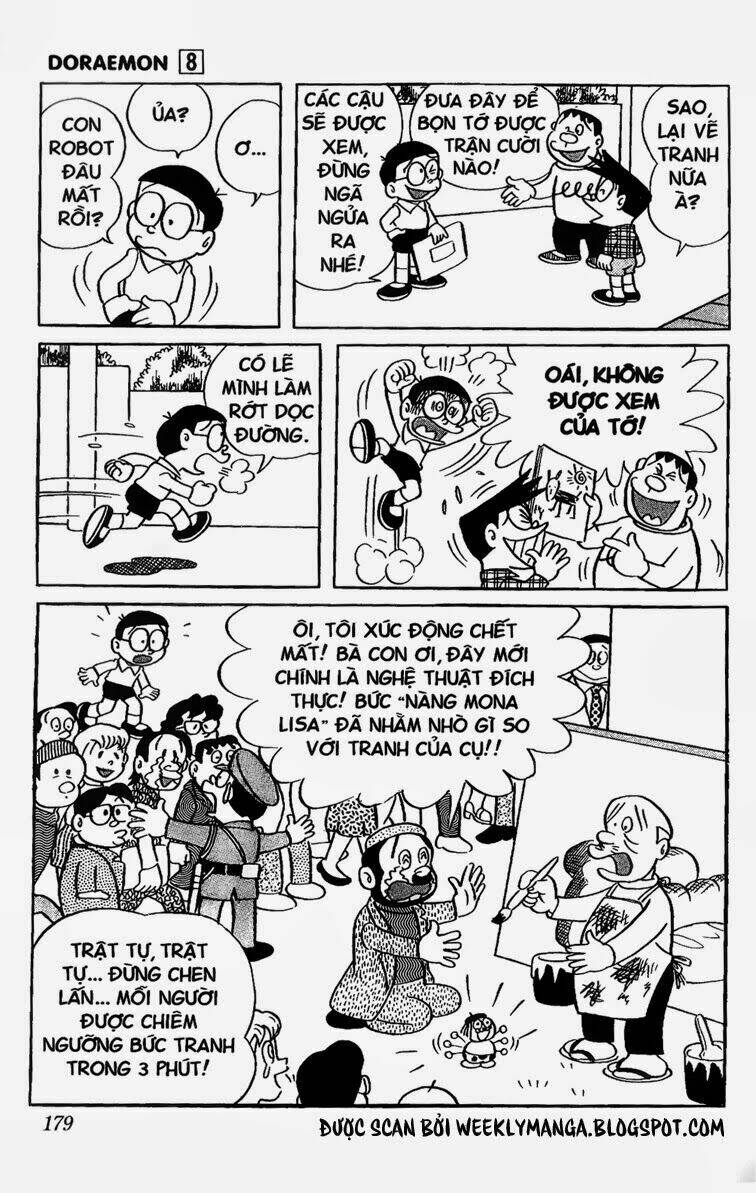 DORAEMON 8
CON
ROBOT
ĐÂU
MẤT
RỒI?
ỦA?
Ơ...
CÁC CẬU
SẼ ĐƯỢC
XEM,
ĐỪNG
NGÃ
NGỬA
RA
NHÉ!
ĐƯA ĐÂY ĐỂ
BỌN TỚ ĐƯỢC
TRẬN CƯỜI
NÀO!
SAO,
LẠI VẼ
TRANH
NỮA
À?
CÓ LẼ
MÌNH LÀM
RỚT DỌC
ĐƯỜNG.
OÁI, KHÔNG
ĐƯỢC XEM
CỦA TỚ!
ÔI, TÔI XÚC ĐỘNG CHẾT
MẤT! BÀ CON ƠI, ĐÂY MỚI
CHÍNH LÀ NGHỆ THUẬT ĐÍCH
THỰC! BỨC “NÀNG MONA
LISA” ĐÃ NHẰM NHÒ GÌ SO
VỚI TRANH CỦA CỤ!!
TRẬT TỰ, TRẬT
TỰ... ĐỪNG CHEN
LẤN... MỖI NGƯỜI
ĐƯỢC CHIÊM
NGƯỠNG BỨC TRANH
TRONG 3 PHÚT!
179
ĐƯỢC SCAN BỞI WEEKLYMANGA.BLOGSPOT.COM